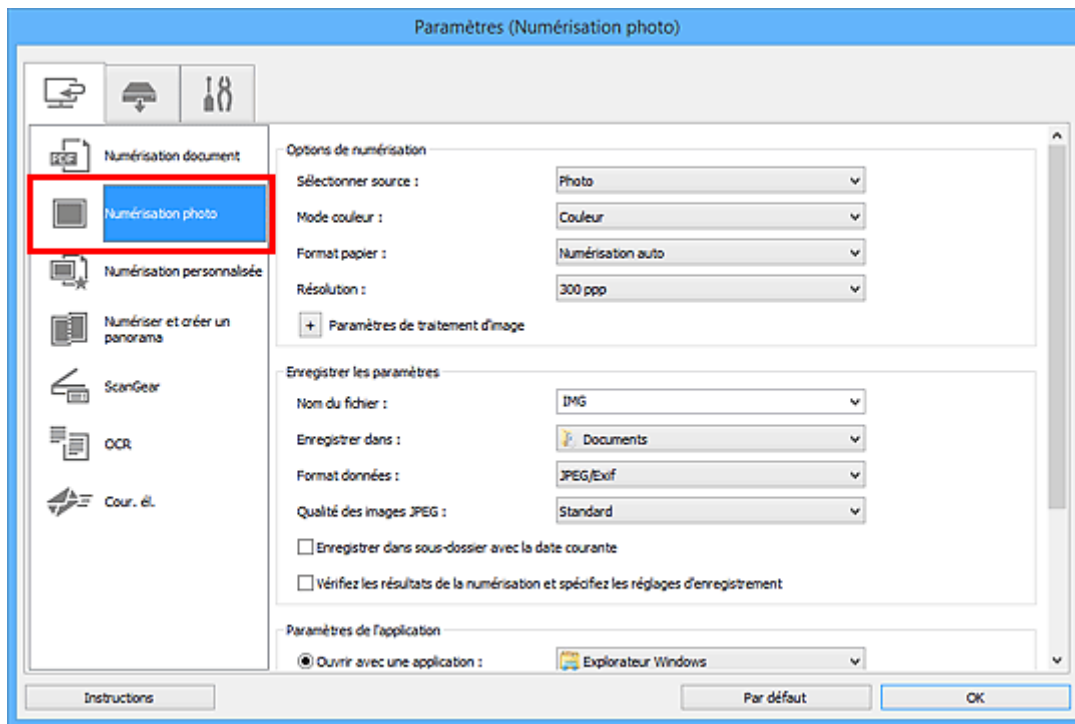 Paramètres (Numérisation photo)
Numérisation document
Numérisation photo
Numérisation personnalisée
Numériser et créer un
panorama
ScanGear
OCR
Cour. él.
Options de numérisation
Sélectionner source : Photo
Mode couleur : Couleur
Format papier : Numérisation auto
Résolution : 300 ppp
+ Paramètres de traitement d'image
Enregistrer les paramètres
Nom du fichier : IMG
Enregistrer dans : Documents
Format données : JPEG/Exif
Qualité des images JPEG : Standard
Enregistrer dans sous-dossier avec la date courante
Vérifiez les résultats de la numérisation et spécifiez les réglages d'enregistrement
Paramètres de l'application
Ouvrir avec une application : Explorateur Windows
Instructions Par défaut OK